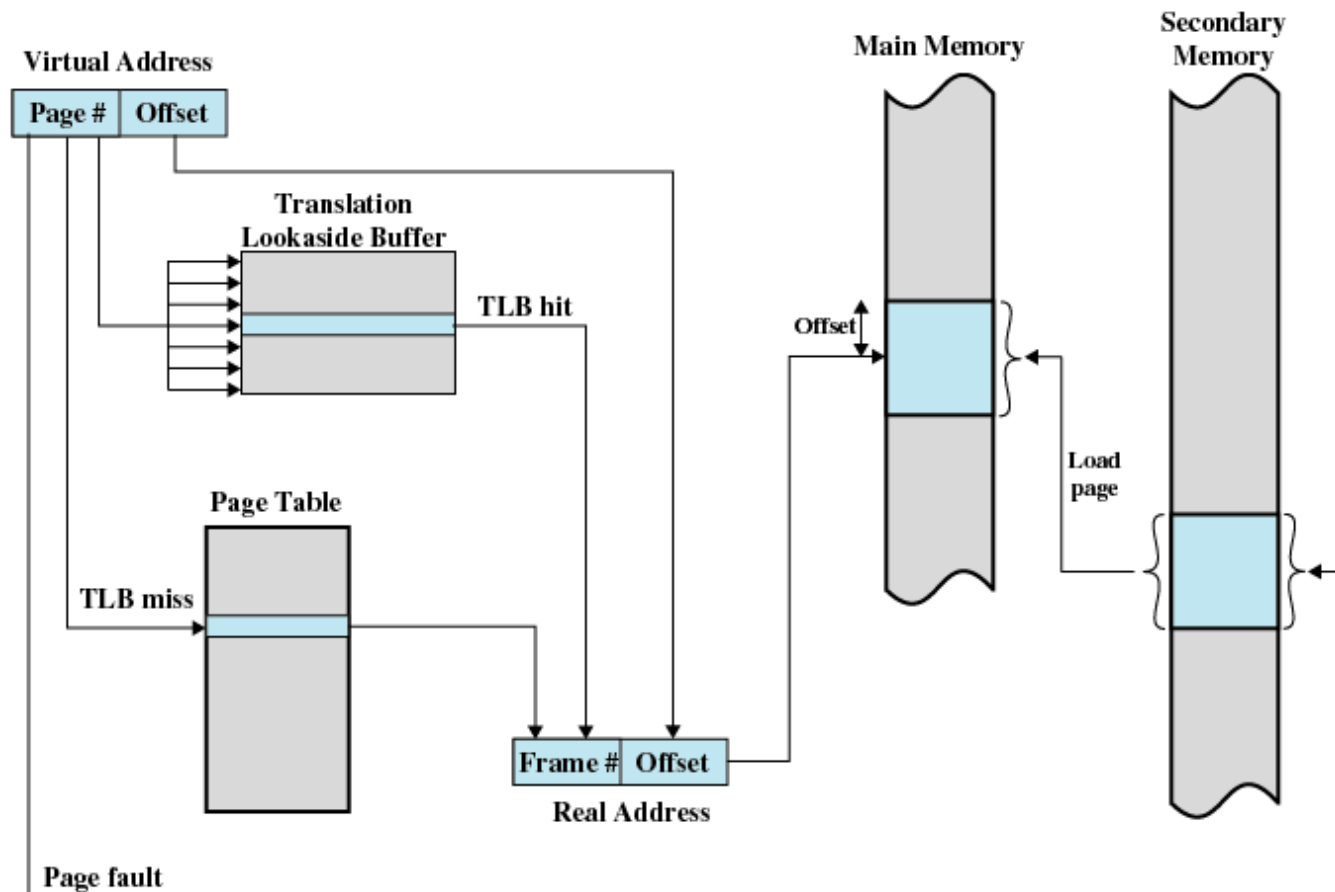 Virtual Address
Page #
Offset
Translation
Lookaside Buffer
TLB hit
Page Table
TLB miss
Frame #
Offset
Real Address
Page fault
Main Memory
Offset
Load
page
Secondary
Memory